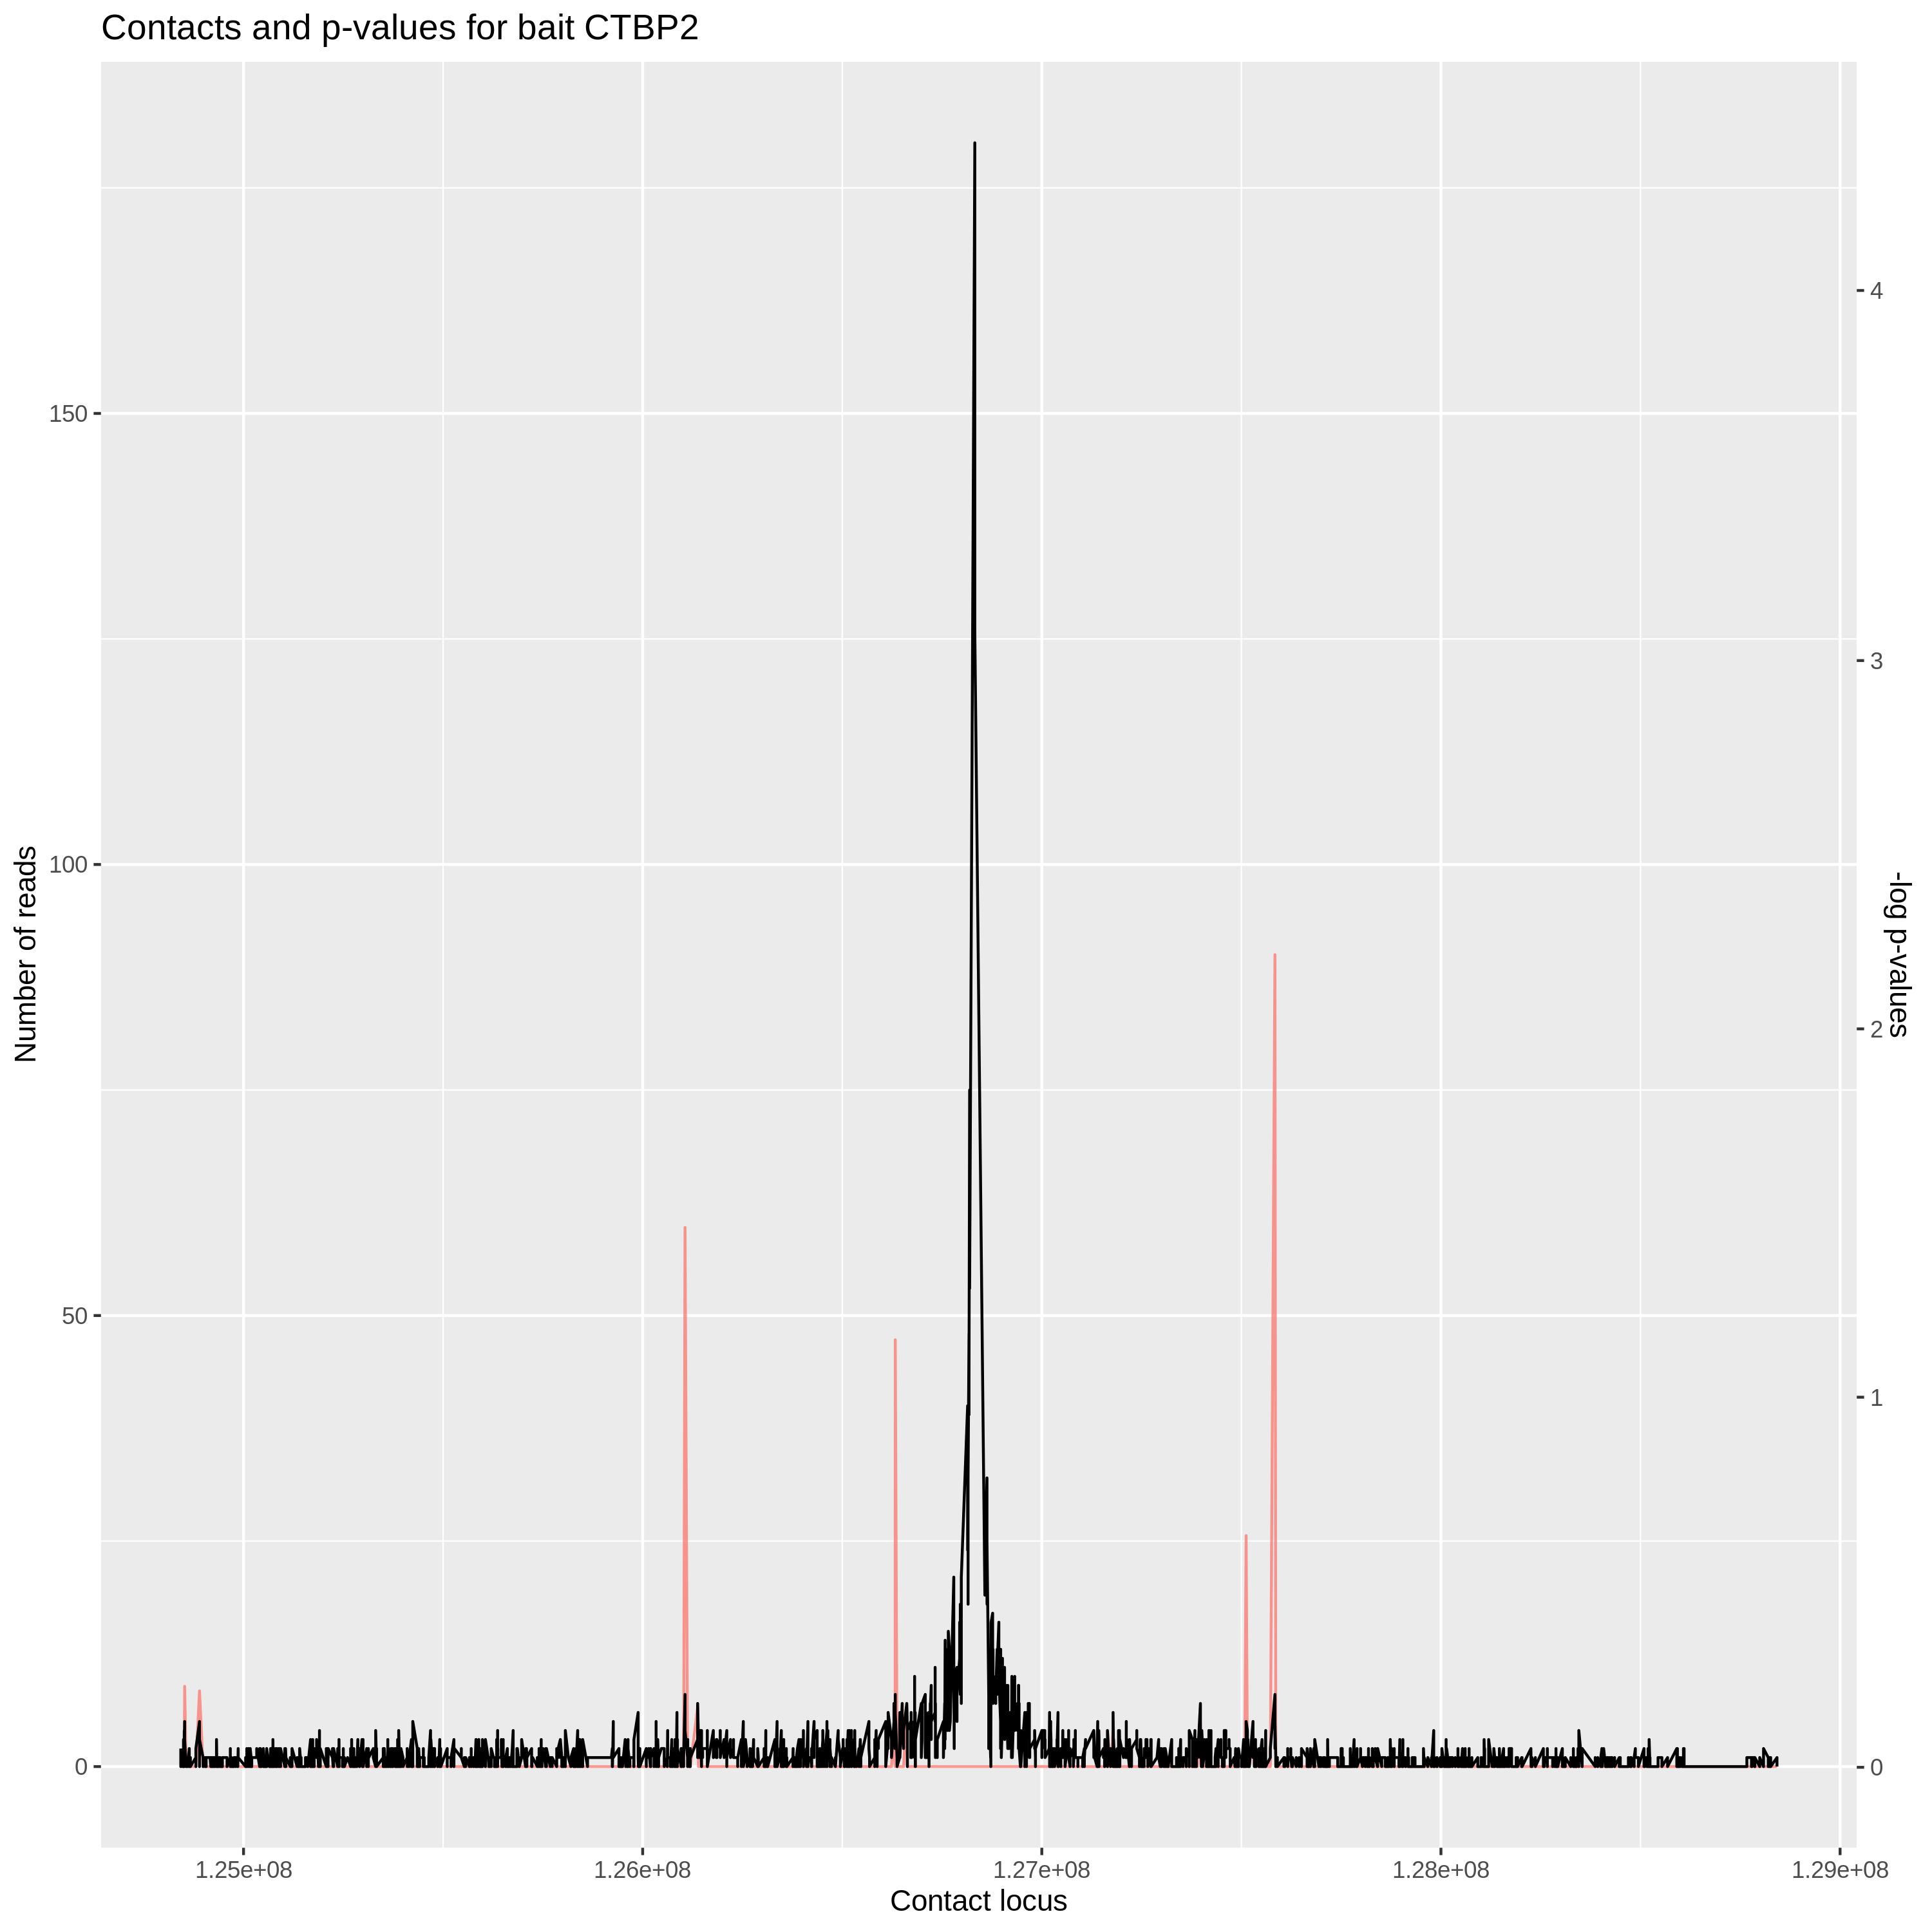 Contacts and p-values for bait CTBP2
Number of reads
150
100
50
0
4
3
2
1
0
-log p-values
1.25e+08
1.26e+08
1.27e+08
1.28e+08
1.29e+08
Contact locus